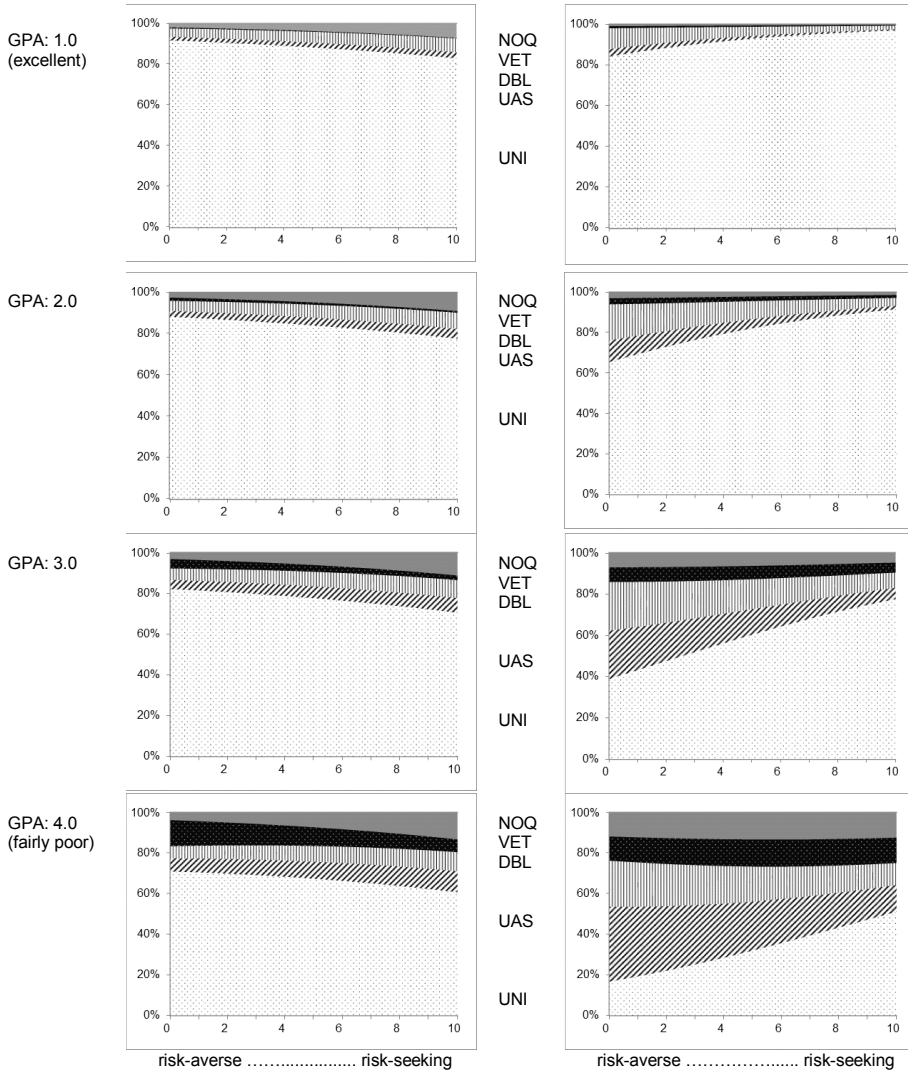 GPA: 1.0
(excellent)
100%
80%
60%
40%
20%
0%
0 2 4 6 8 10
NOQ
VET
DBL
UAS
UNI
100%
80%
60%
40%
20%
0%
0 2 4 6 8 10
GPA: 2.0
100%
80%
60%
40%
20%
0%
0 2 4 6 8 10
NOQ
VET
DBL
UAS
UNI
100%
80%
60%
40%
20%
0%
0 2 4 6 8 10
GPA: 3.0
100%
80%
60%
40%
20%
0%
0 2 4 6 8 10
NOQ
VET
DBL
UAS
UNI
100%
80%
60%
40%
20%
0%
0 2 4 6 8 10
GPA: 4.0
(fairly poor)
100%
80%
60%
40%
20%
0%
0 2 4 6 8 10
NOQ
VET
DBL
UAS
UNI
100%
80%
60%
40%
20%
0%
0 2 4 6 8 10
risk-averse ..................... risk-seeking
risk-averse ..................... risk-seeking